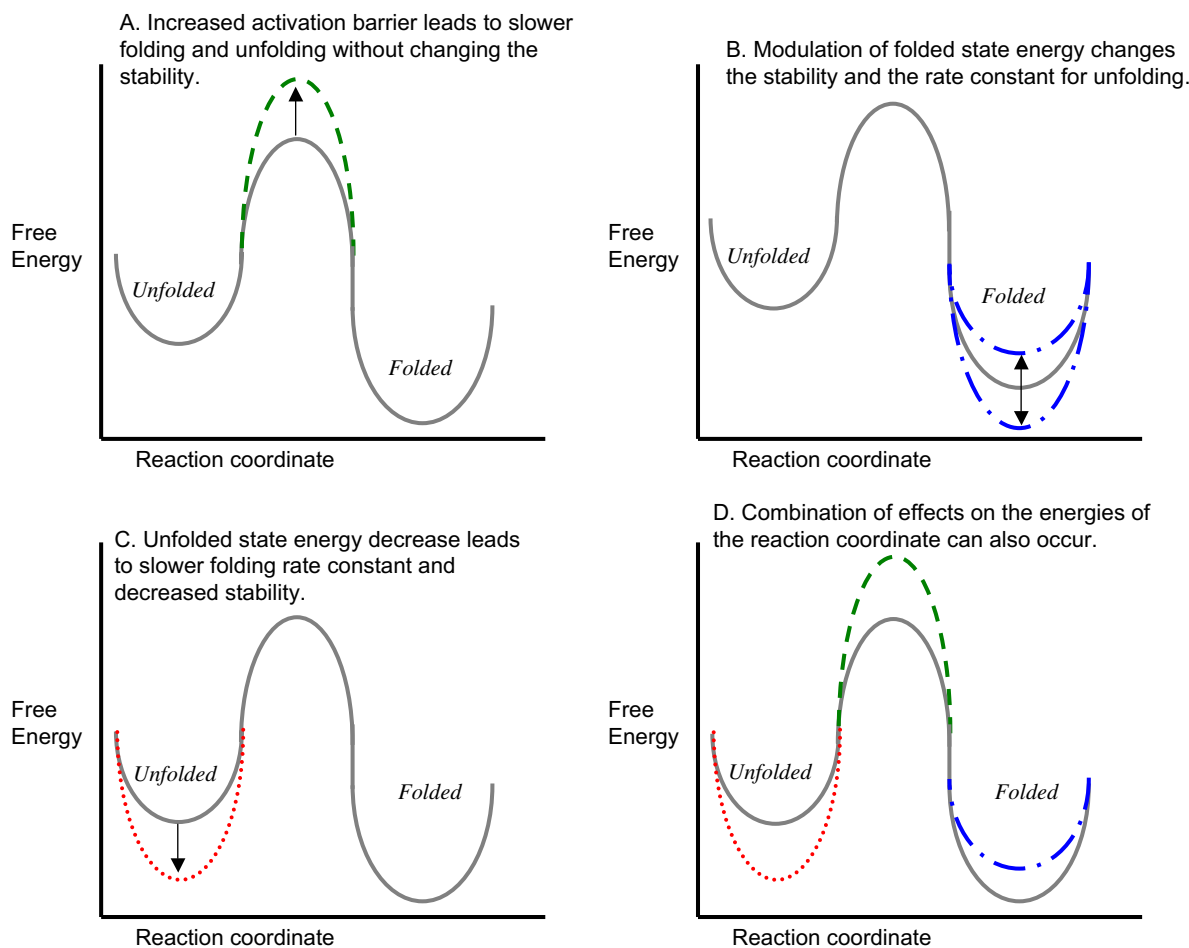 A. Increased activation barrier leads to slower
folding and unfolding without changing the
stability.
Free
Energy
Unfolded
Folded
Reaction coordinate
B. Modulation of folded state energy changes
the stability and the rate constant for unfolding.
Free
Energy
Unfolded
Folded
Reaction coordinate
C. Unfolded state energy decrease leads
to slower folding rate constant and
decreased stability.
Free
Energy
Unfolded
Folded
Reaction coordinate
D. Combination of effects on the energies of
the reaction coordinate can also occur.
Free
Energy
Unfolded
Folded
Reaction coordinate